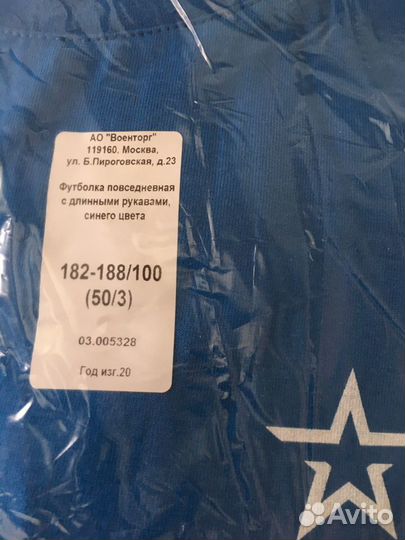 АО "Военторг"
119160. Москва,
ул. Б.Пироговская, д.23
Футболка повседневная
с длинными рукавами,
синего цвета
182-188/100
(50/3)
03.005328
Год изг.20
Avito